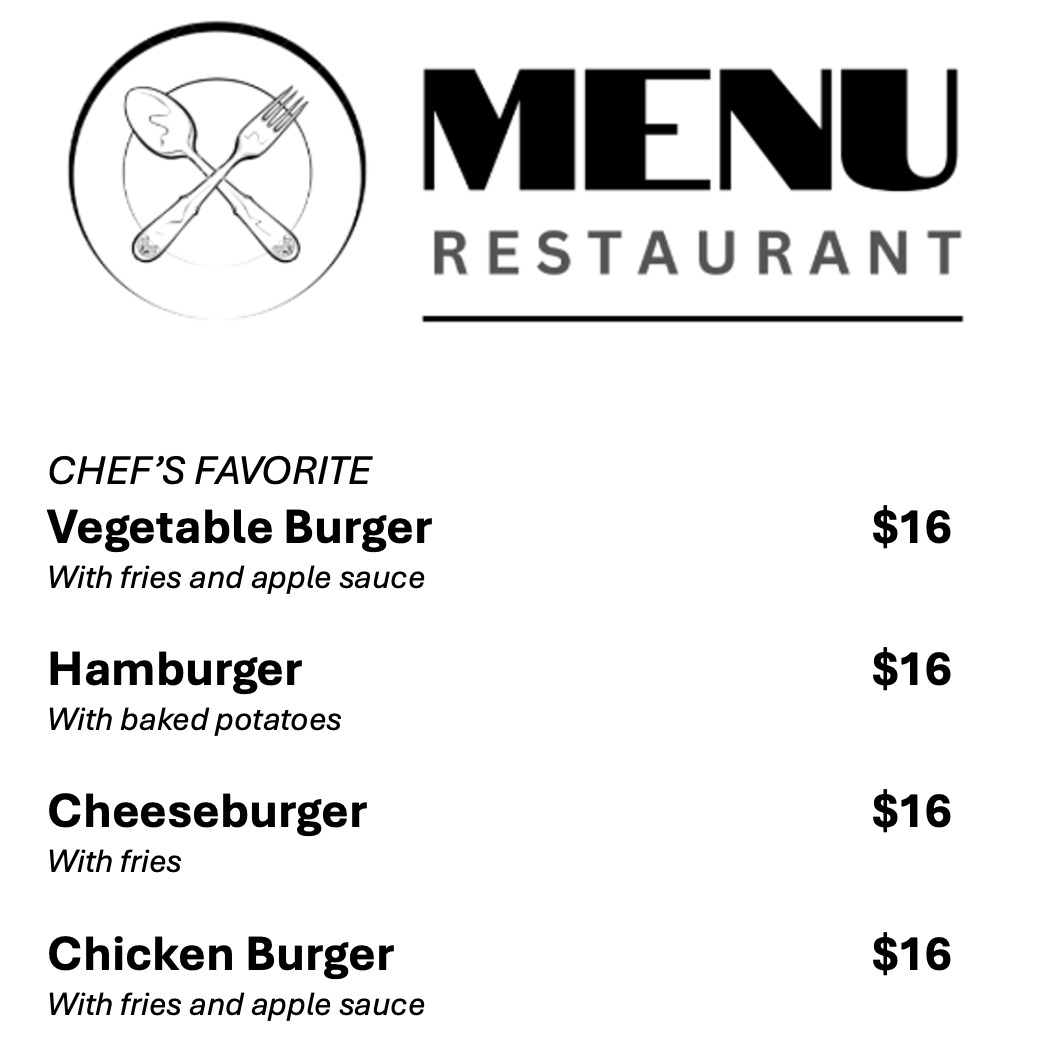 MENU
RESTAURANT
CHEF’S FAVORITE
Vegetable Burger $16
With fries and apple sauce
Hamburger $16
With baked potatoes
Cheeseburger $16
With fries
Chicken Burger $16
With fries and apple sauce